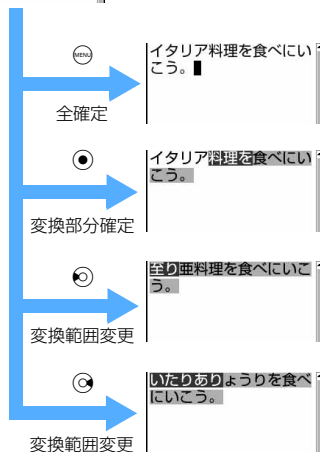 MENU
イタリア料理を食べにい
こう。
全確定
イタリア料理を食べにい
こう。
変換部分確定
至り亜料理を食べにいこ
う。
変換範囲変更
いたりありょうりを食べ
にいこう。
変換範囲変更